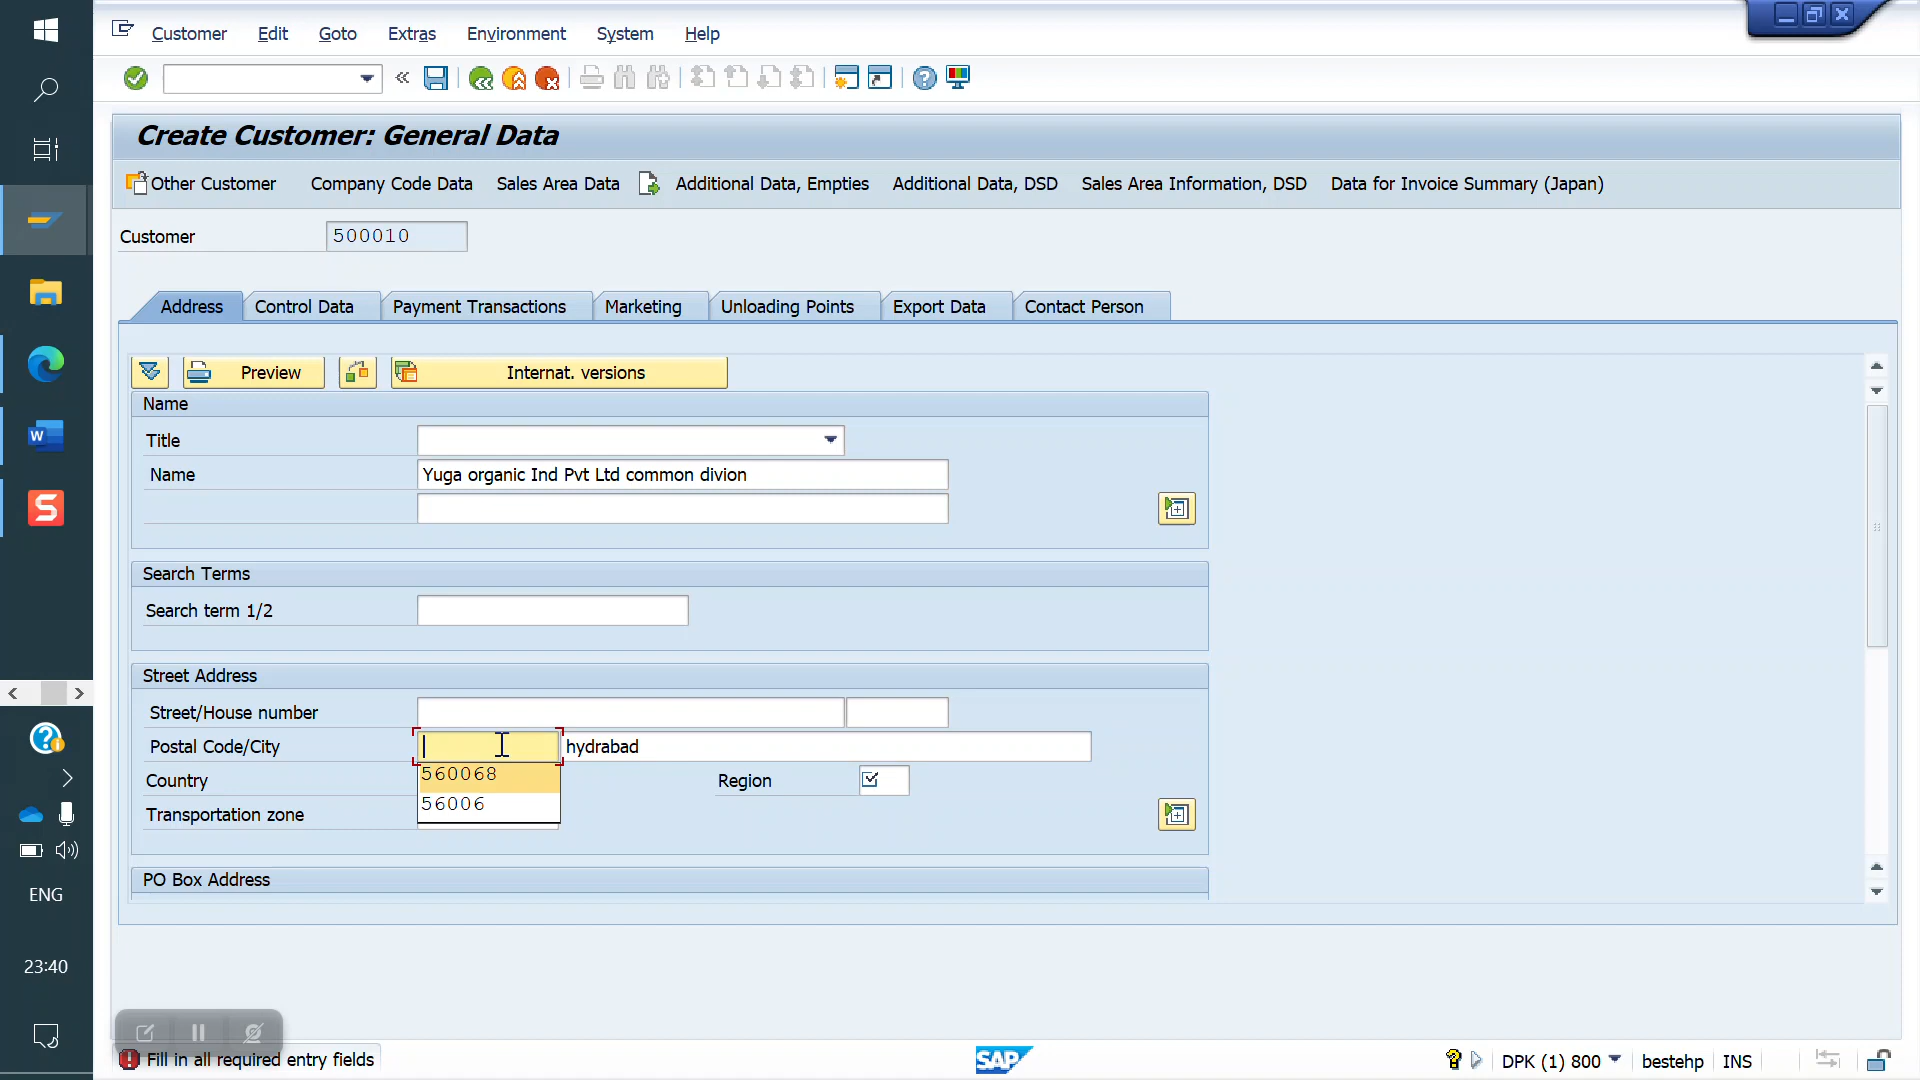 Customer Edit Goto Extras Environment System Help
Create Customer: General Data
Other Customer Company Code Data Sales Area Data Additional Data, Empties Additional Data, DSD Sales Area Information, DSD Data for Invoice Summary (Japan)
Customer 500010
Address Control Data Payment Transactions Marketing Unloading Points Export Data Contact Person
Preview Internat. versions
Name
Title
Name Yuga organic Ind Pvt Ltd common divion
Search Terms
Search term 1/2
Street Address
Street/House number
Postal Code/City hydrabad
560068
Country Region
56006
Transportation zone
PO Box Address
ENG
23:40
Fill in all required entry fields SAP DPK (1) 800 bestehp INS